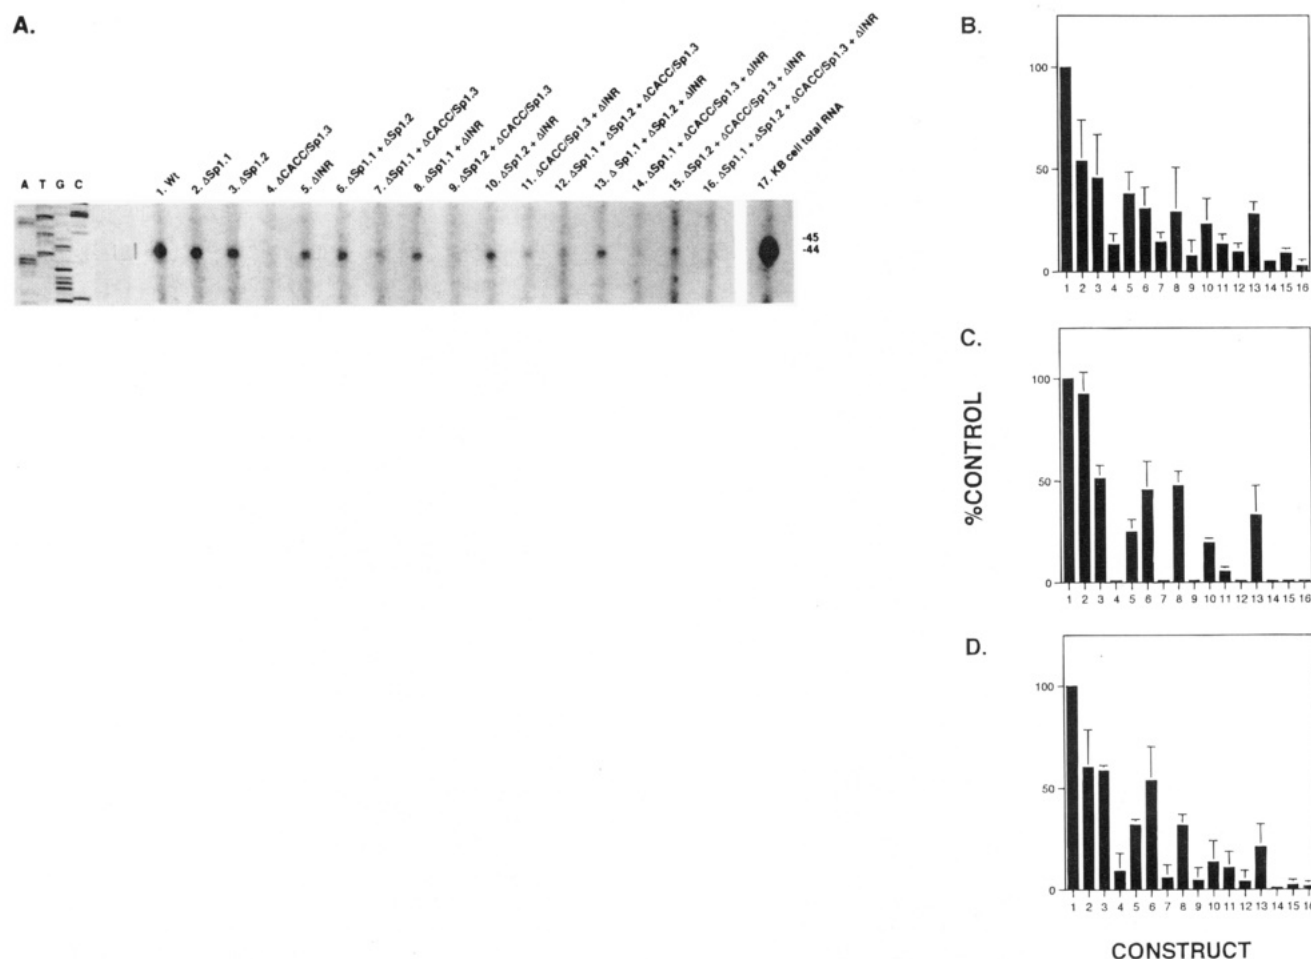 A.
A T G C
1. Wt
2. ΔSp1.1
3. ΔSp1.2
4. ΔCACC/Sp1.3
5. ΔINR
6. ΔSp1.1 + ΔSp1.2
7. ΔSp1.1 + ΔCACC/Sp1.3
8. ΔSp1.1 + ΔINR
9. ΔSp1.2 + ΔCACC/Sp1.3
10. ΔSp1.2 + ΔINR
11. ΔCACC/Sp1.3 + ΔINR
12. ΔSp1.1 + ΔSp1.2 + ΔCACC/Sp1.3
13. Δ Sp1.1 + ΔSp1.2 + ΔINR
14. ΔSp1.1 + ΔCACC/Sp1.3 + ΔINR
15. ΔSp1.2 + ΔCACC/Sp1.3 + ΔINR
16. ΔSp1.1 + ΔSp1.2 + ΔCACC/Sp1.3 + ΔINR
17. KB cell total RNA
-45
-44
B.
100
50
0
1 2 3 4 5 6 7 8 9 10 11 12 13 14 15 16
C.
100
50
0
1 2 3 4 5 6 7 8 9 10 11 12 13 14 15 16
%CONTROL
D.
100
50
0
1 2 3 4 5 6 7 8 9 10 11 12 13 14 15 16
CONSTRUCT